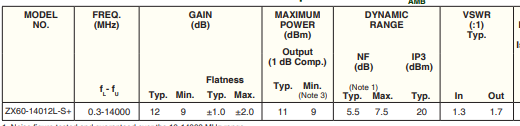 AMB
MODEL NO. FREQ. (MHz) GAIN (dB) MAXIMUM POWER (dBm) DYNAMIC RANGE VSWR (:1) Typ.
Output (1 dB Comp.) NF (dB) IP3 (dBm)
Flatness (Note 1)
fL - fU Typ. Min. Typ. Max. Typ. Min. (Note 3) Typ. Max. Typ. In Out
ZX60-14012L-S+ 0.3-14000 12 9 ±1.0 ±2.0 11 9 5.5 7.5 20 1.3 1.7